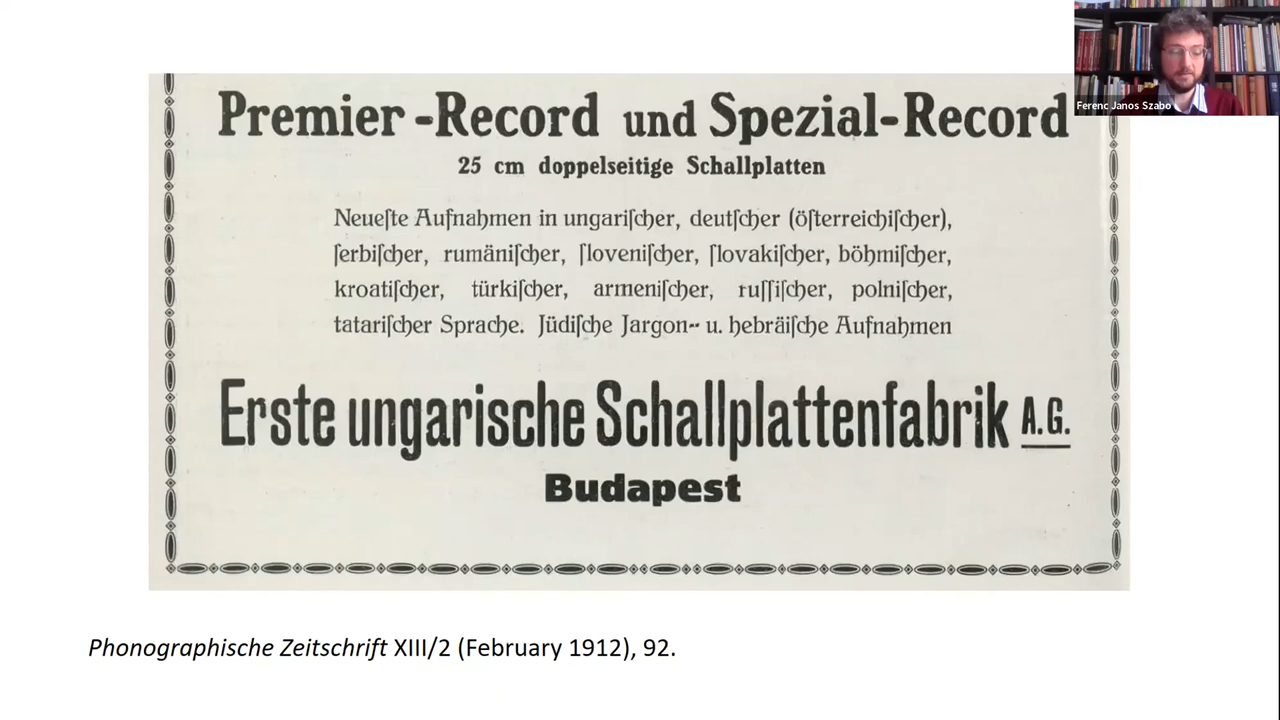 Premier-Record und Spezial-Record
25 cm doppelseitige Schallplatten
Neueſte Aufnahmen in ungariſcher, deutſcher (öſterreichiſcher),
ſerbiſcher, rumäniſcher, ſloveniſcher, ſlovakiſcher, böhmiſcher,
kroatiſcher, türkiſcher, armeniſcher, ruſſiſcher, polniſcher,
tatariſcher Sprache. Jüdiſche Jargon- u. hebräiſche Aufnahmen
Erste ungarische Schallplattenfabrik A.G.
Budapest
Phonographische Zeitschrift XIII/2 (February 1912), 92.
Ferenc Janos Szabo